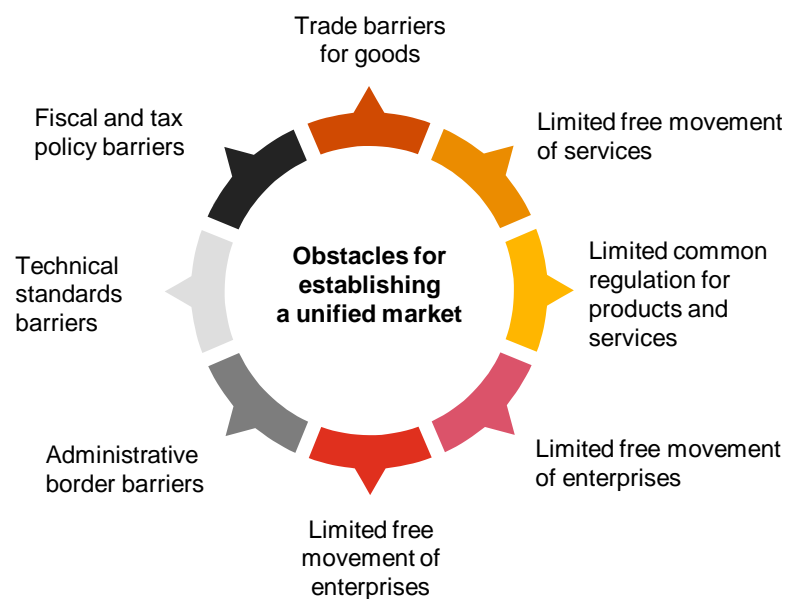 Trade barriers
for goods
Limited free movement
of services
Limited common
regulation for
products and
services
Limited free movement
of enterprises
Limited free
movement of
enterprises
Administrative
border barriers
Technical
standards
barriers
Fiscal and tax
policy barriers
Obstacles for
establishing
a unified market